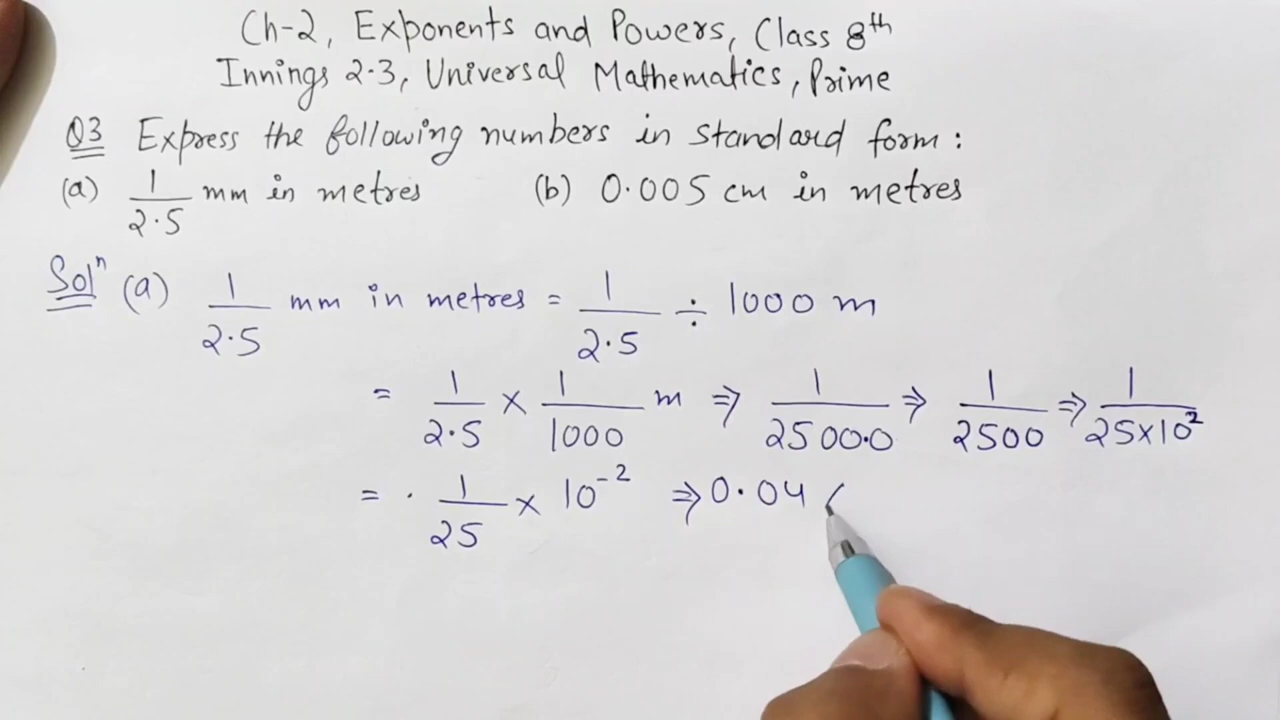 Ch-2, Exponents and Powers, Class 8th
Innings 2.3, Universal Mathematics, Prime
Q3 Express the following numbers in standard form :
(a) 1/2.5 mm in metres (b) 0.005 cm in metres
Soln (a) 1/2.5 mm in metres = 1/2.5 ÷ 1000 m
= 1/2.5 × 1/1000 m ⇒ 1/2500.0 ⇒ 1/2500 ⇒ 1/25×10²
= . 1/25 × 10⁻² ⇒ 0.04 (